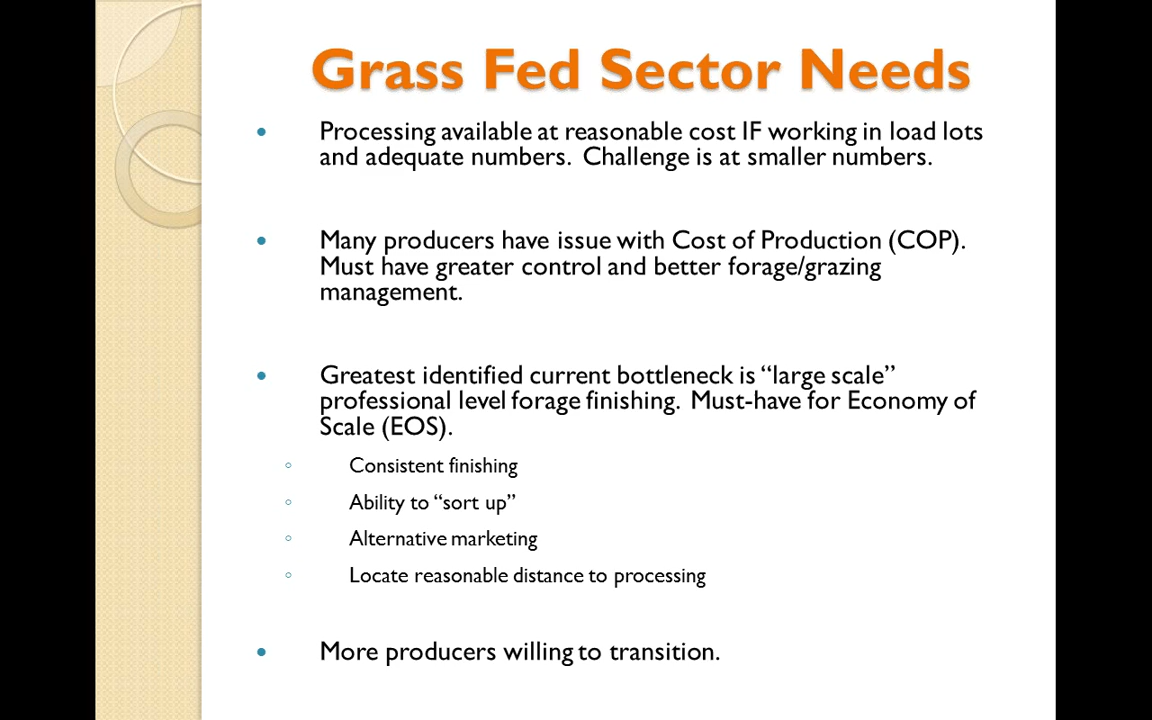 Grass Fed Sector Needs
• Processing available at reasonable cost IF working in load lots
and adequate numbers. Challenge is at smaller numbers.
• Many producers have issue with Cost of Production (COP).
Must have greater control and better forage/grazing
management.
• Greatest identified current bottleneck is “large scale”
professional level forage finishing. Must-have for Economy of
Scale (EOS).
◦ Consistent finishing
◦ Ability to “sort up”
◦ Alternative marketing
◦ Locate reasonable distance to processing
• More producers willing to transition.